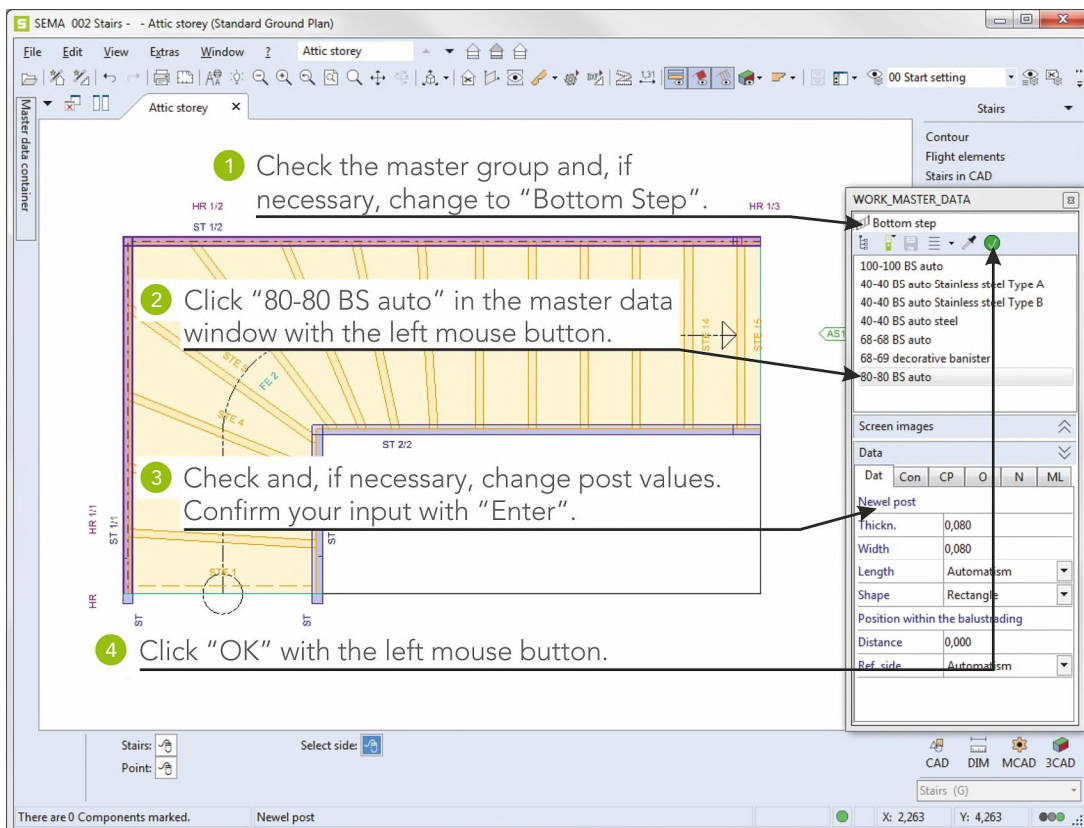 SEMA 002 Stairs - - Attic storey (Standard Ground Plan)
File Edit View Extras Window ? Attic storey
1,31
00 Start setting
Master data container
Attic storey X
Stairs
Contour
Flight elements
Stairs in CAD
1 Check the master group and, if
necessary, change to “Bottom Step”.
HR 1/2
HR 1/3
ST 1/2
WORK_MASTER_DATA
Bottom step
100-100 BS auto
40-40 BS auto Stainless steel Type A
40-40 BS auto Stainless steel Type B
40-40 BS auto steel
68-68 BS auto
68-69 decorative banister
80-80 BS auto
2 Click “80-80 BS auto” in the master data
window with the left mouse button.
STE 14
STE 15
AS1
STE 3
FE 2
STE 4
ST 2/2
Screen images
Data
Dat Con CP O N ML
3 Check and, if necessary, change post values.
Confirm your input with “Enter”.
Newel post
Thickn. 0,080
Width 0,080
Length Automatism
Shape Rectangle
Position within the balustrading
Distance 0,000
Ref. side Automatism
HR 1/1
ST 1/1
ST
STE 1
HR
ST
ST
4 Click “OK” with the left mouse button.
Stairs:
Select side:
Point:
CAD DIM MCAD 3CAD
Stairs (G)
There are 0 Components marked. Newel post X: 2,263 Y: 4,263